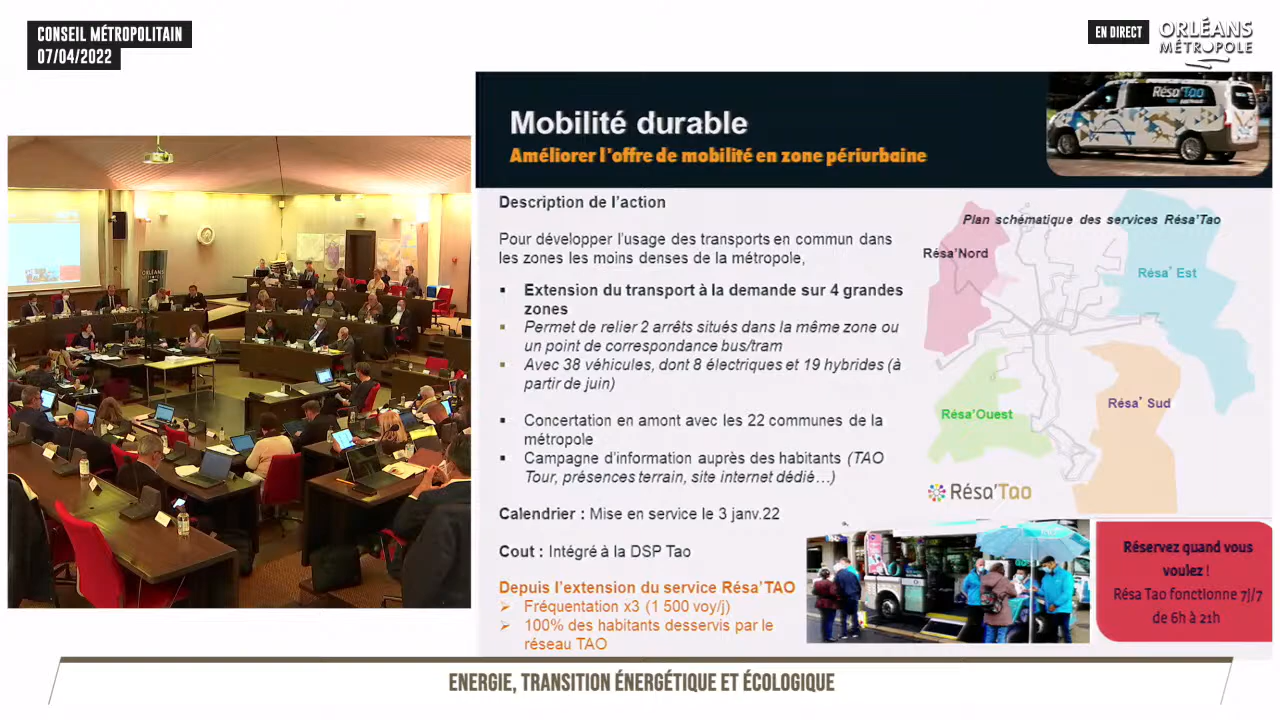 CONSEIL MÉTROPOLITAIN
07/04/2022
EN DIRECT
ORLÉANS
MÉTROPOLE
Mobilité durable
Améliorer l'offre de mobilité en zone périurbaine
Résa'Tao
Description de l'action
Pour développer l'usage des transports en commun dans
les zones les moins denses de la métropole,
▪ Extension du transport à la demande sur 4 grandes
zones
▪ Permet de relier 2 arrêts situés dans la même zone ou
un point de correspondance bus/tram
▪ Avec 38 véhicules, dont 8 électriques et 19 hybrides (à
partir de juin)
▪ Concertation en amont avec les 22 communes de la
métropole
▪ Campagne d'information auprès des habitants (TAO
Tour, présences terrain, site internet dédié…)
Calendrier : Mise en service le 3 janv.22
Cout : Intégré à la DSP Tao
Depuis l'extension du service Résa'TAO
➢ Fréquentation x3 (1 500 voy/j)
➢ 100% des habitants desservis par le
réseau TAO
Plan schématique des services Résa'Tao
Résa'Nord
Résa' Est
Résa'Ouest
Résa' Sud
Résa'Tao
Réservez quand vous
voulez !
Résa Tao fonctionne 7j/7
de 6h à 21h
ORLÉANS
ENERGIE, TRANSITION ÉNERGÉTIQUE ET ÉCOLOGIQUE